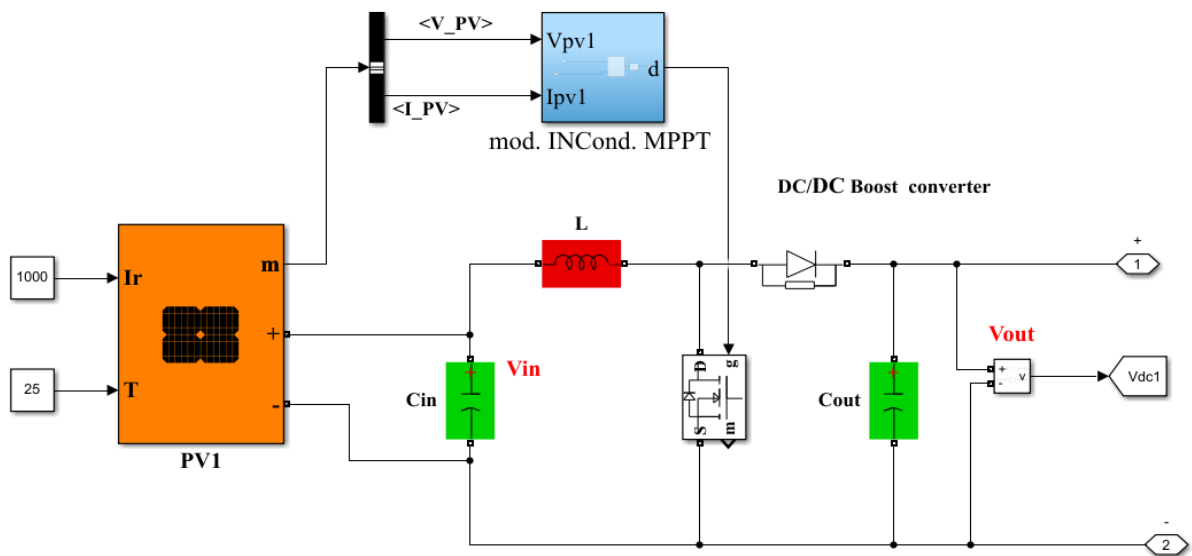 <V_PV>
Vpv1
d
Ipv1
<I_PV>
mod. INCond. MPPT
DC/DC Boost converter
L
+
1
1000
Ir
m
+
Vin
Vout
25
T
-
Cin
+
D
g
S
m
Cout
+
+
-
v
Vdc1
PV1
-
2